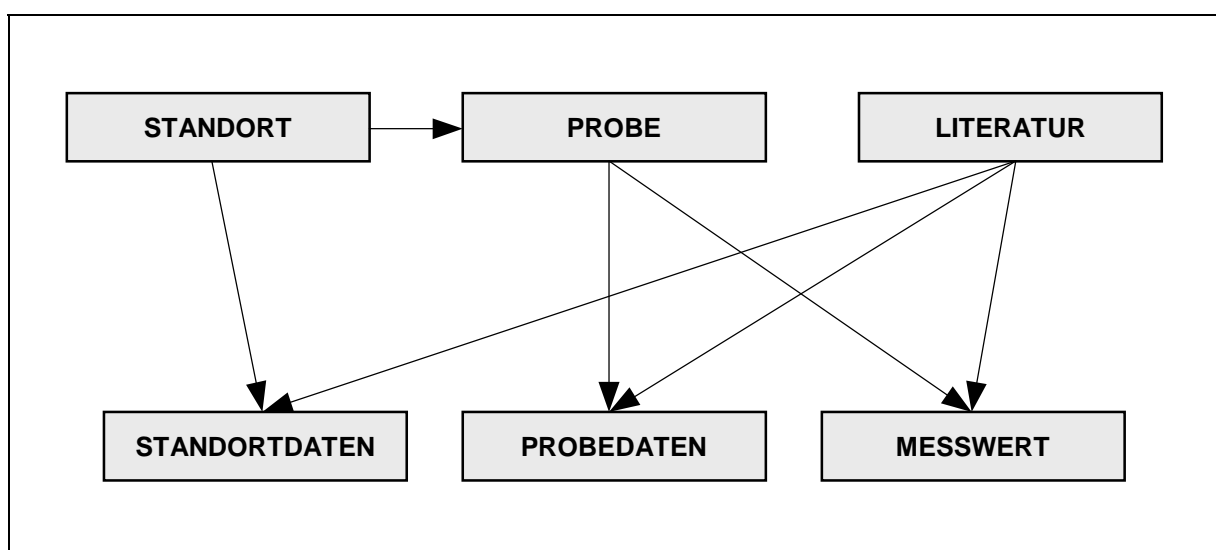 STANDORT
PROBE
LITERATUR
STANDORTDATEN
PROBEDATEN
MESSWERT